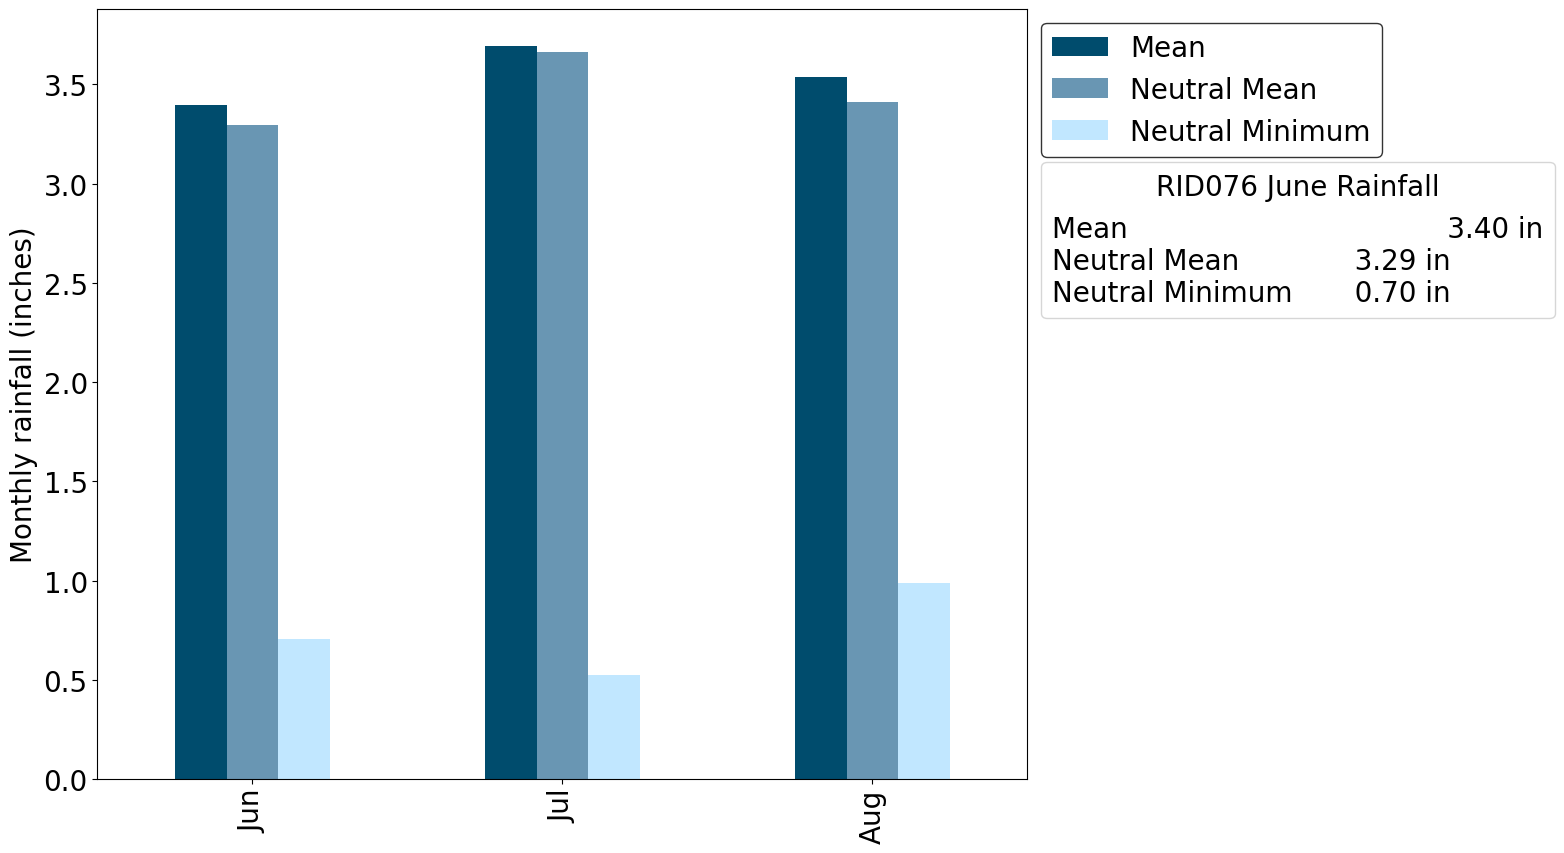 Monthly rainfall (inches)
3.5
3.0
2.5
2.0
1.5
1.0
0.5
0.0
Jun
Jul
Aug
Mean
Neutral Mean
Neutral Minimum
RID076 June Rainfall
Mean 3.40 in
Neutral Mean 3.29 in
Neutral Minimum 0.70 in